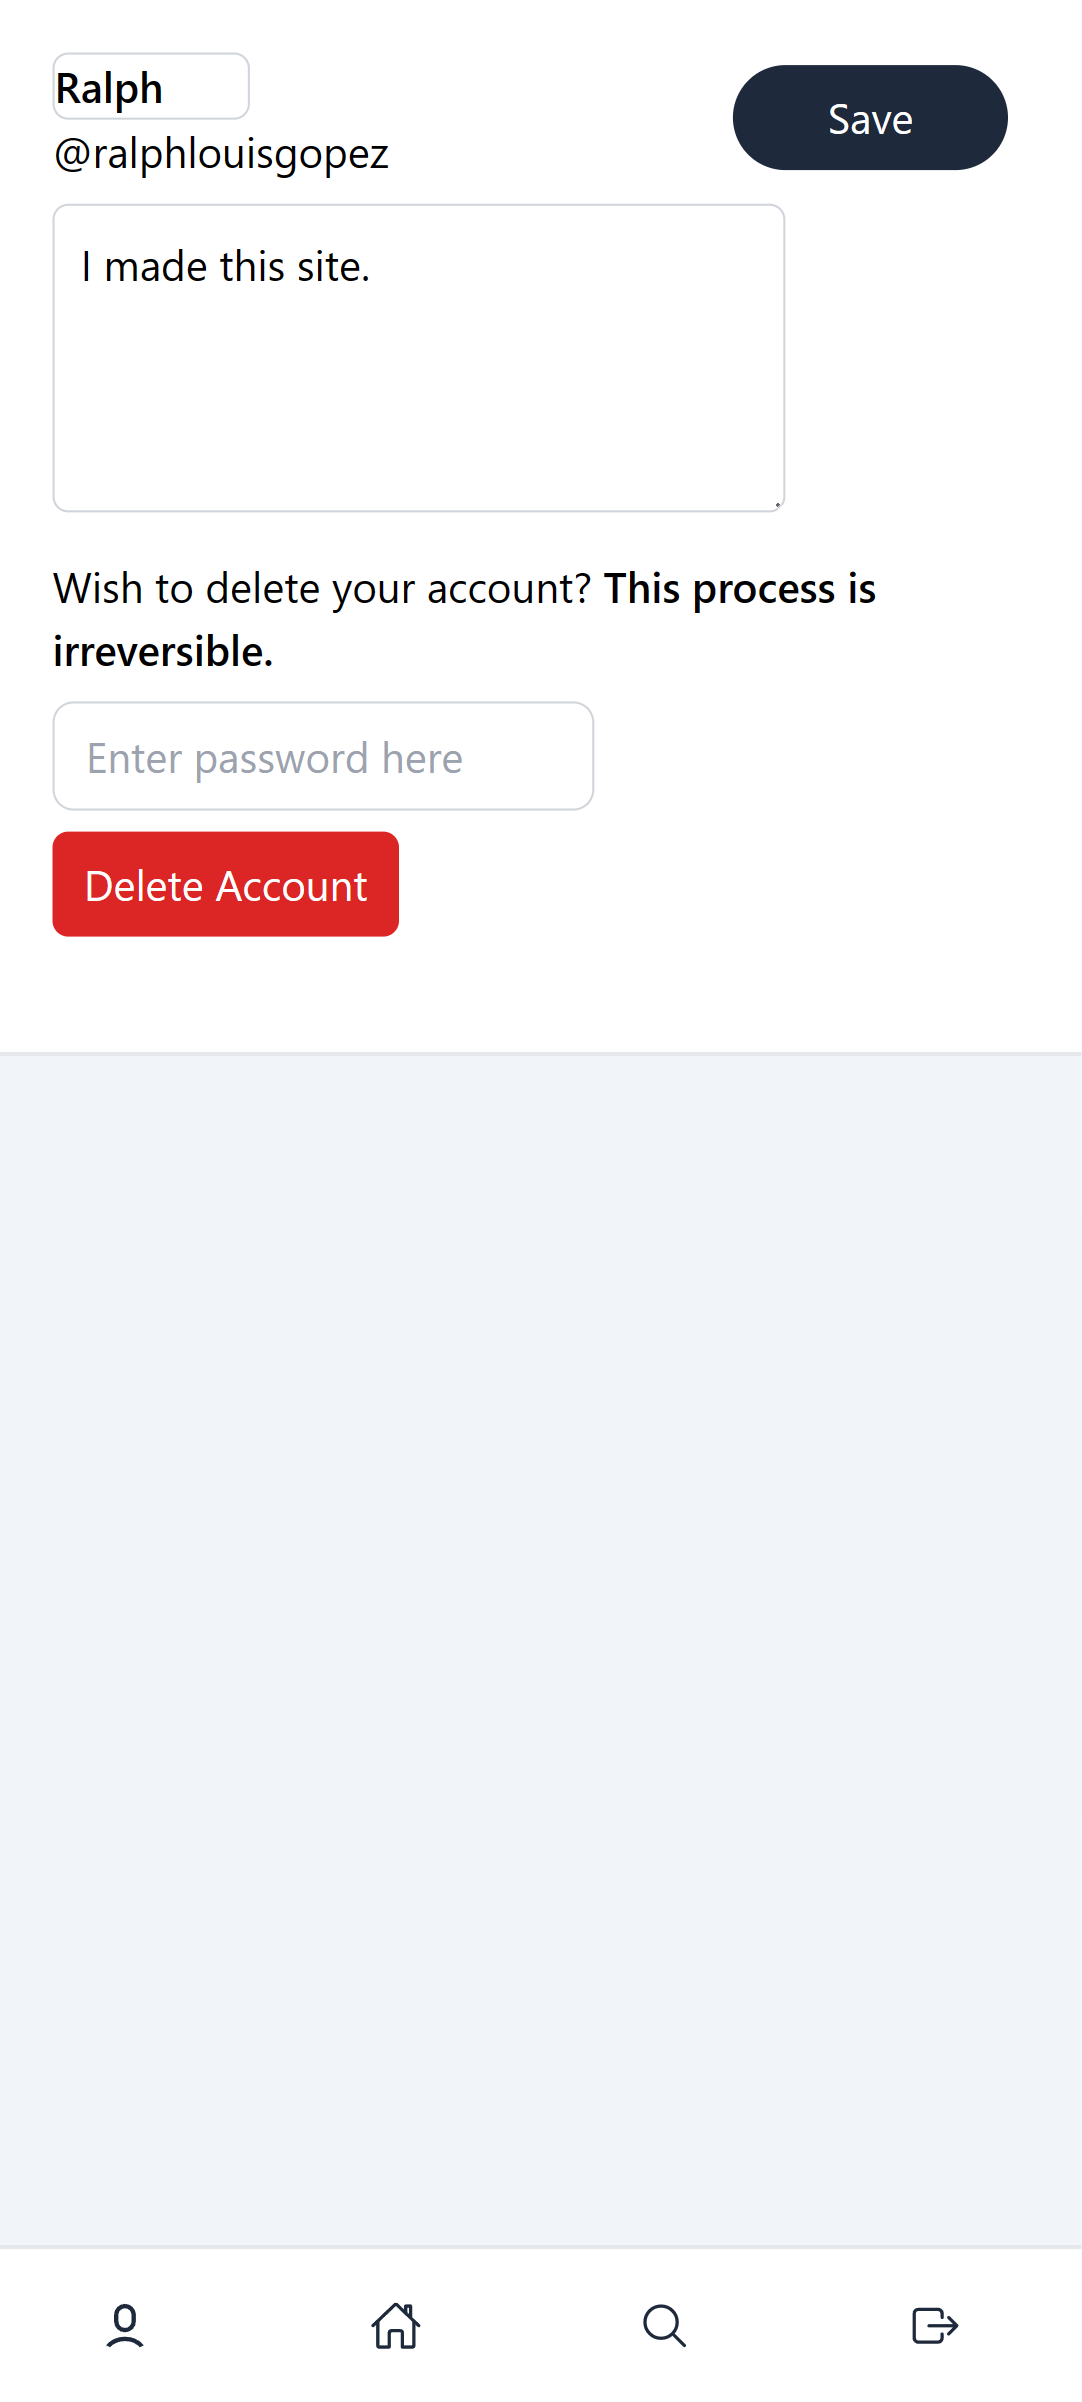 Ralph
Save
@ralphlouisgopez
I made this site.
Wish to delete your account? This process is
irreversible.
Enter password here
Delete Account